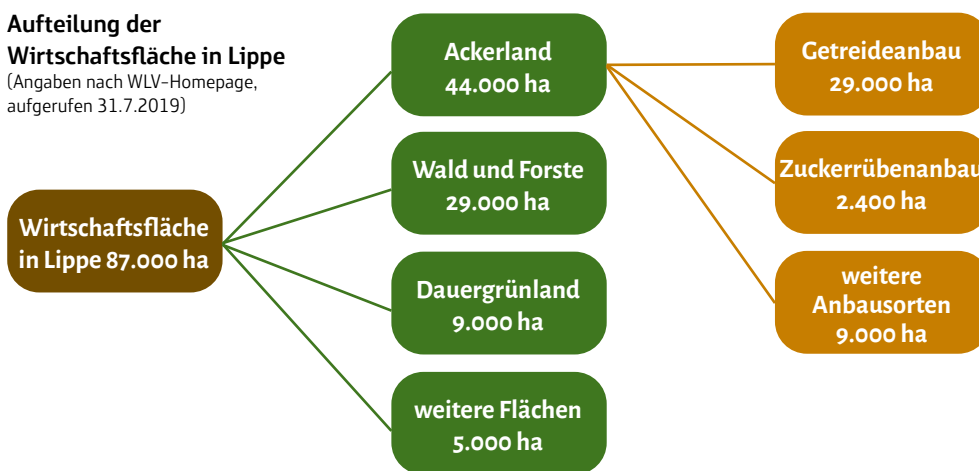 Aufteilung der
Wirtschaftsfläche in Lippe
(Angaben nach WLV-Homepage,
aufgerufen 31.7.2019)
Wirtschaftsfläche
in Lippe 87.000 ha
Ackerland
44.000 ha
Wald und Forste
29.000 ha
Dauergrünland
9.000 ha
weitere Flächen
5.000 ha
Getreideanbau
29.000 ha
Zuckerrübenanbau
2.400 ha
weitere
Anbausorten
9.000 ha